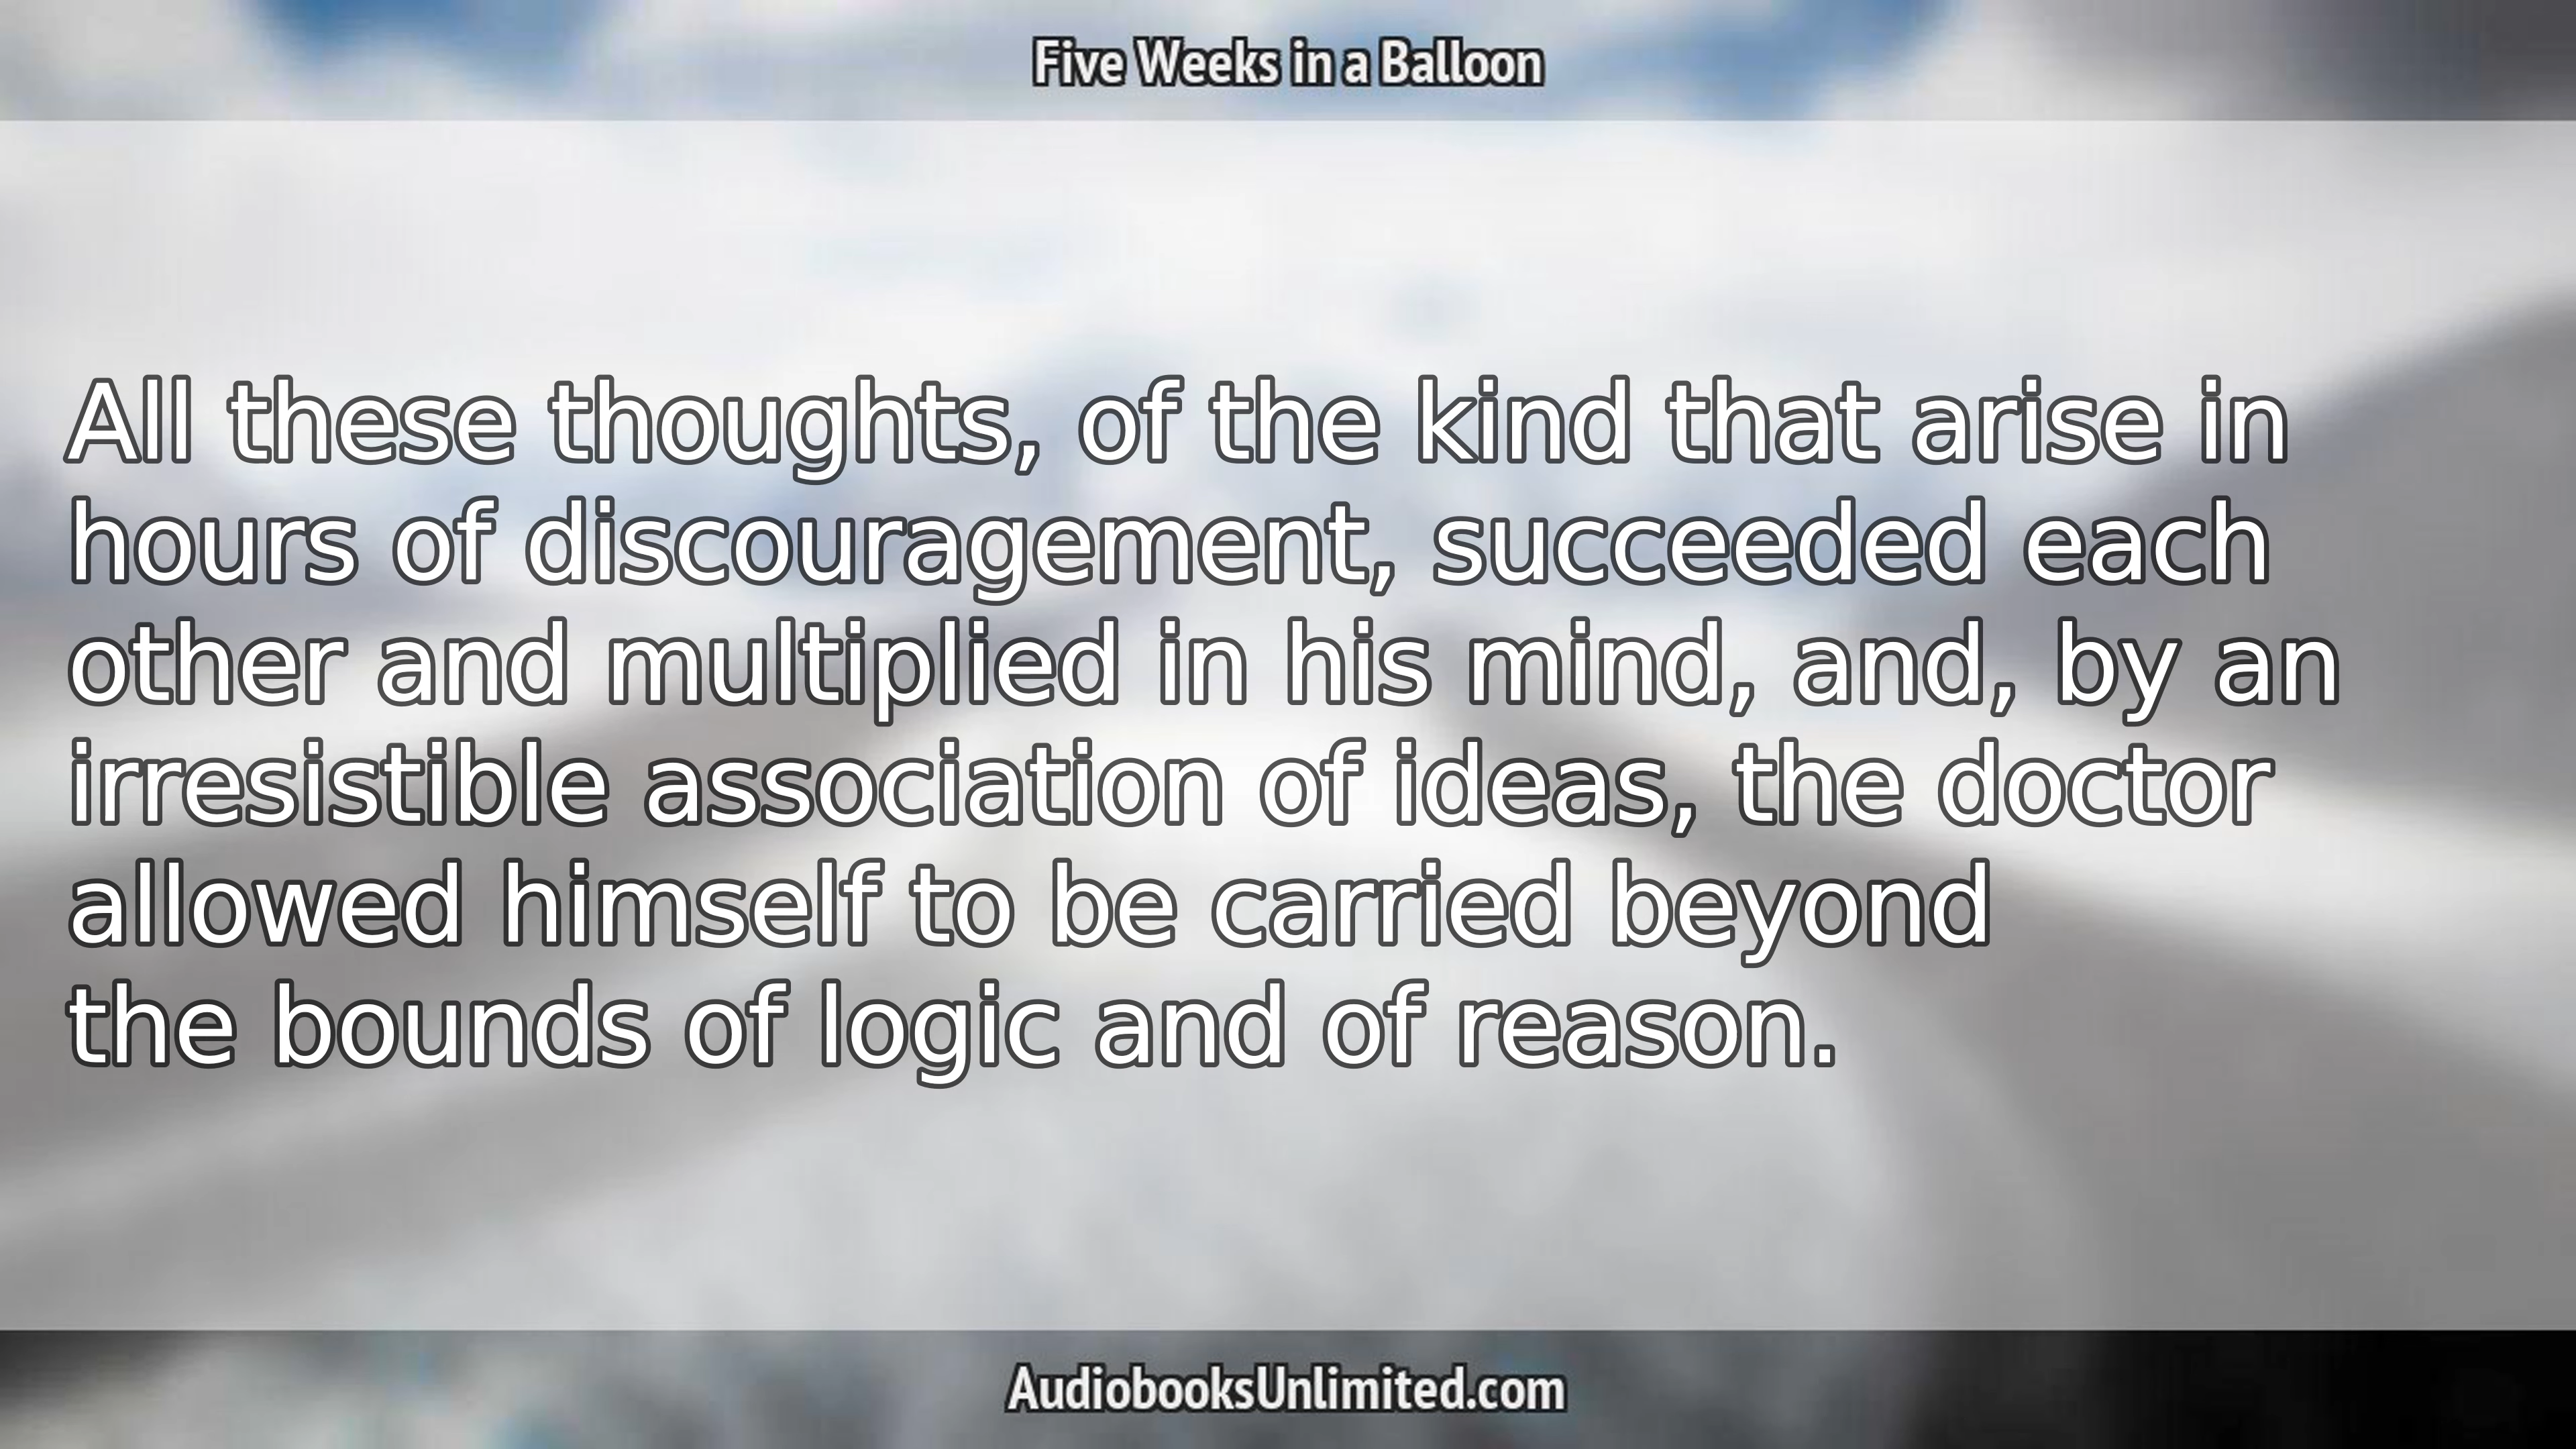 Five Weeks in a Balloon
All these thoughts, of the kind that arise in
hours of discouragement, succeeded each
other and multiplied in his mind, and, by an
irresistible association of ideas, the doctor
allowed himself to be carried beyond
the bounds of logic and of reason.
AudiobooksUnlimited.com